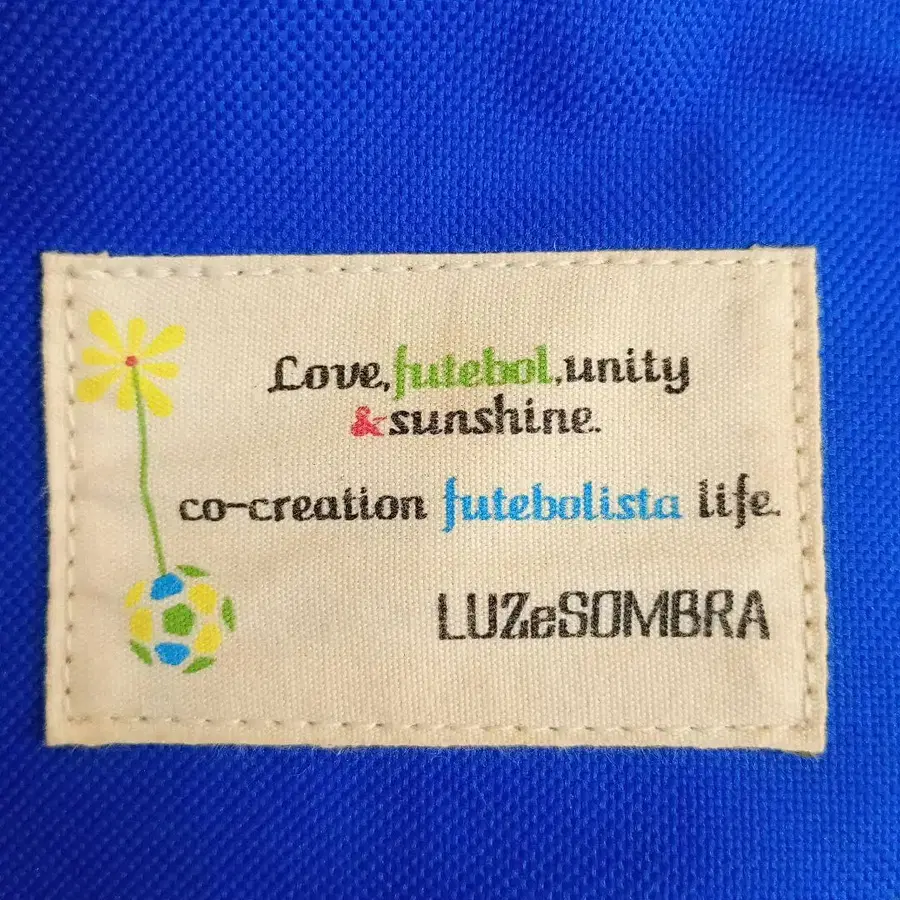 Love,futebol,unity
&sunshine.
co-creation futebolista life.
LUZeSOMBRA